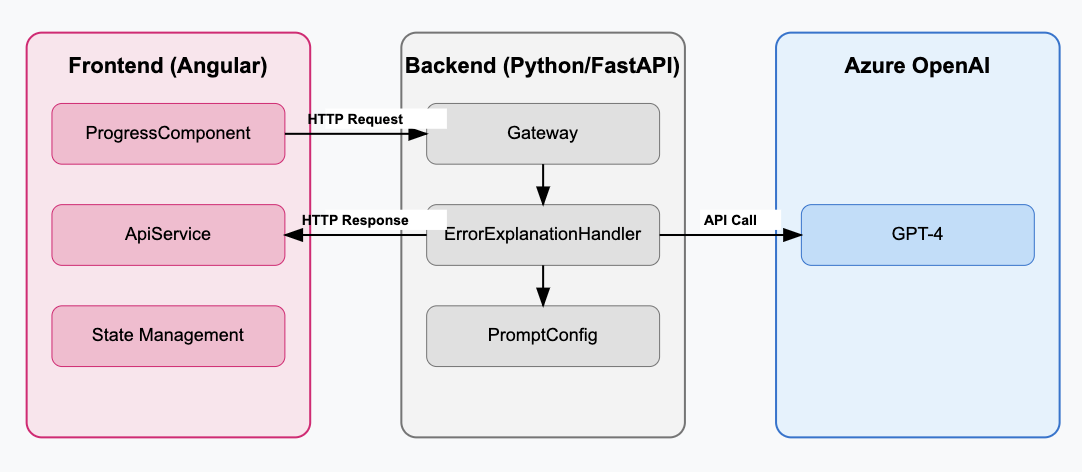 Frontend (Angular)
Backend (Python/FastAPI)
Azure OpenAI
ProgressComponent
HTTP Request
Gateway
ApiService
HTTP Response
ErrorExplanationHandler
API Call
GPT-4
State Management
PromptConfig